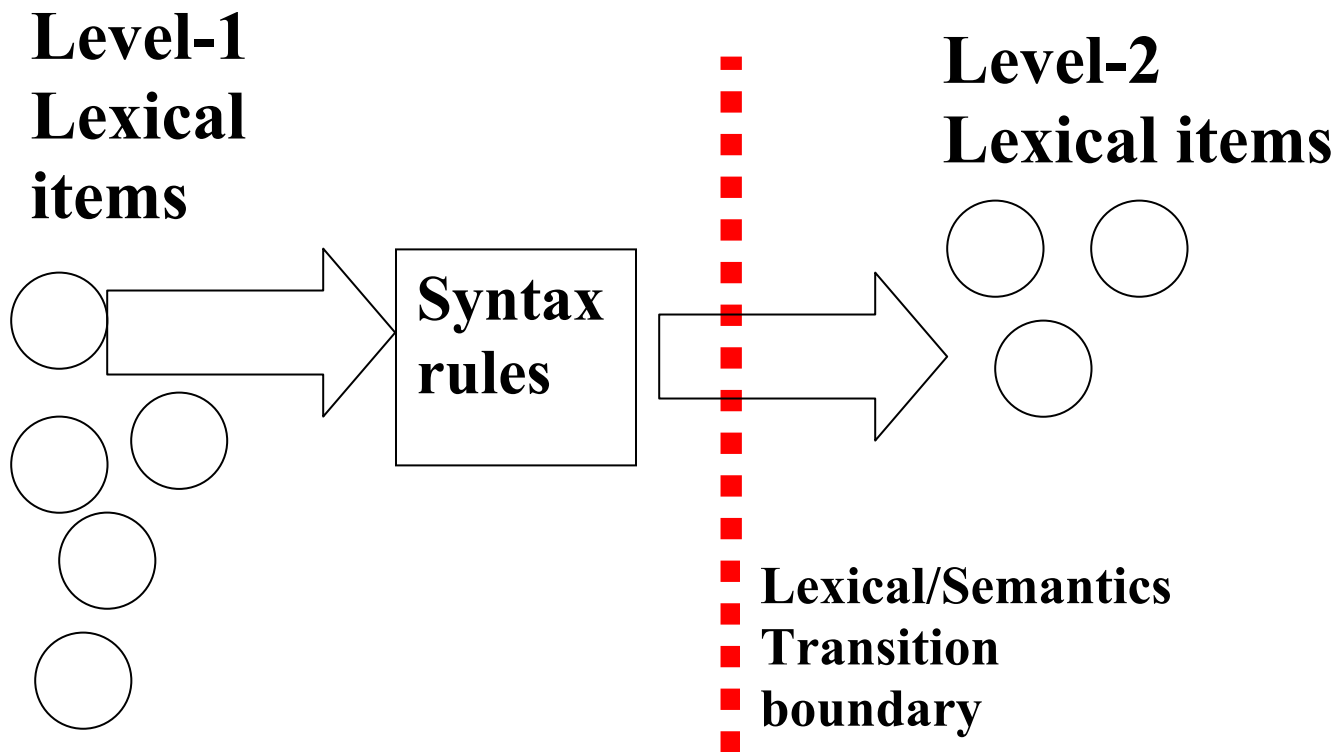 Level-1
Lexical
items
Syntax
rules
Level-2
Lexical items
Lexical/Semantics
Transition
boundary